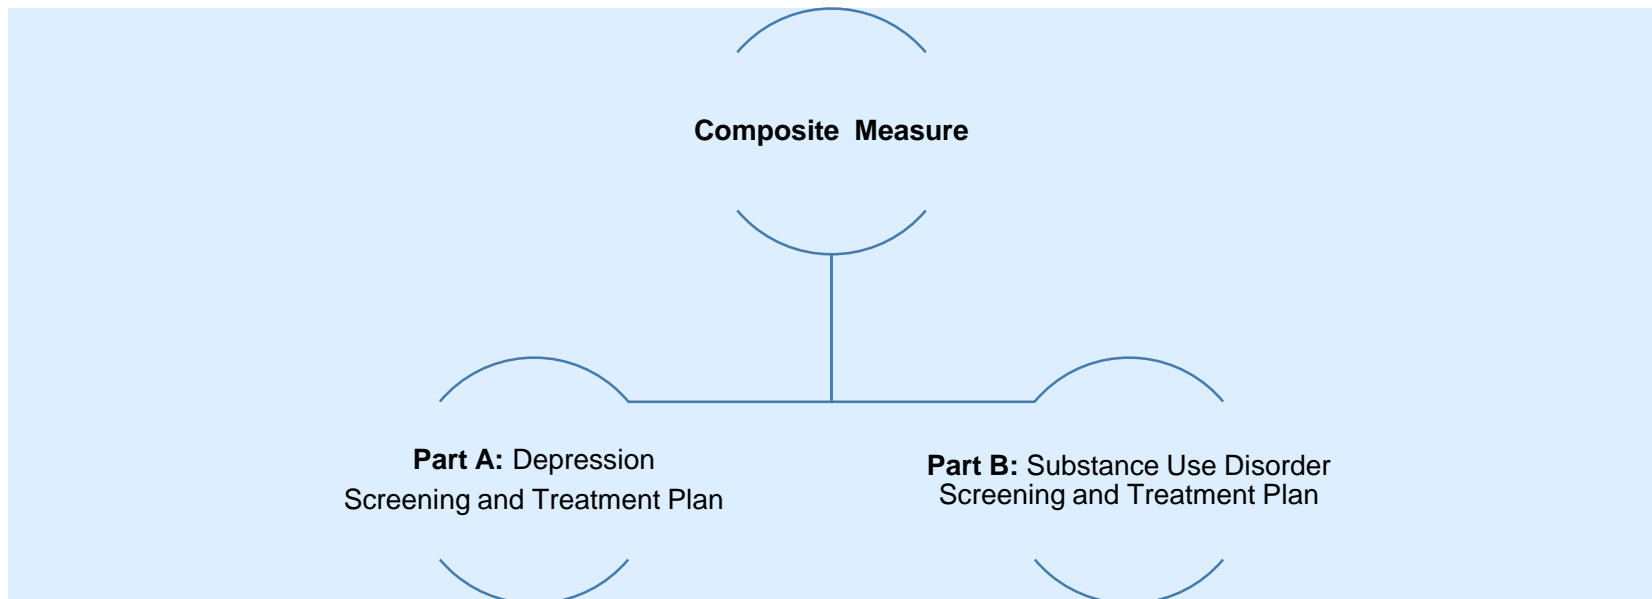 Composite Measure
Part A: Depression
Screening and Treatment Plan
Part B: Substance Use Disorder
Screening and Treatment Plan